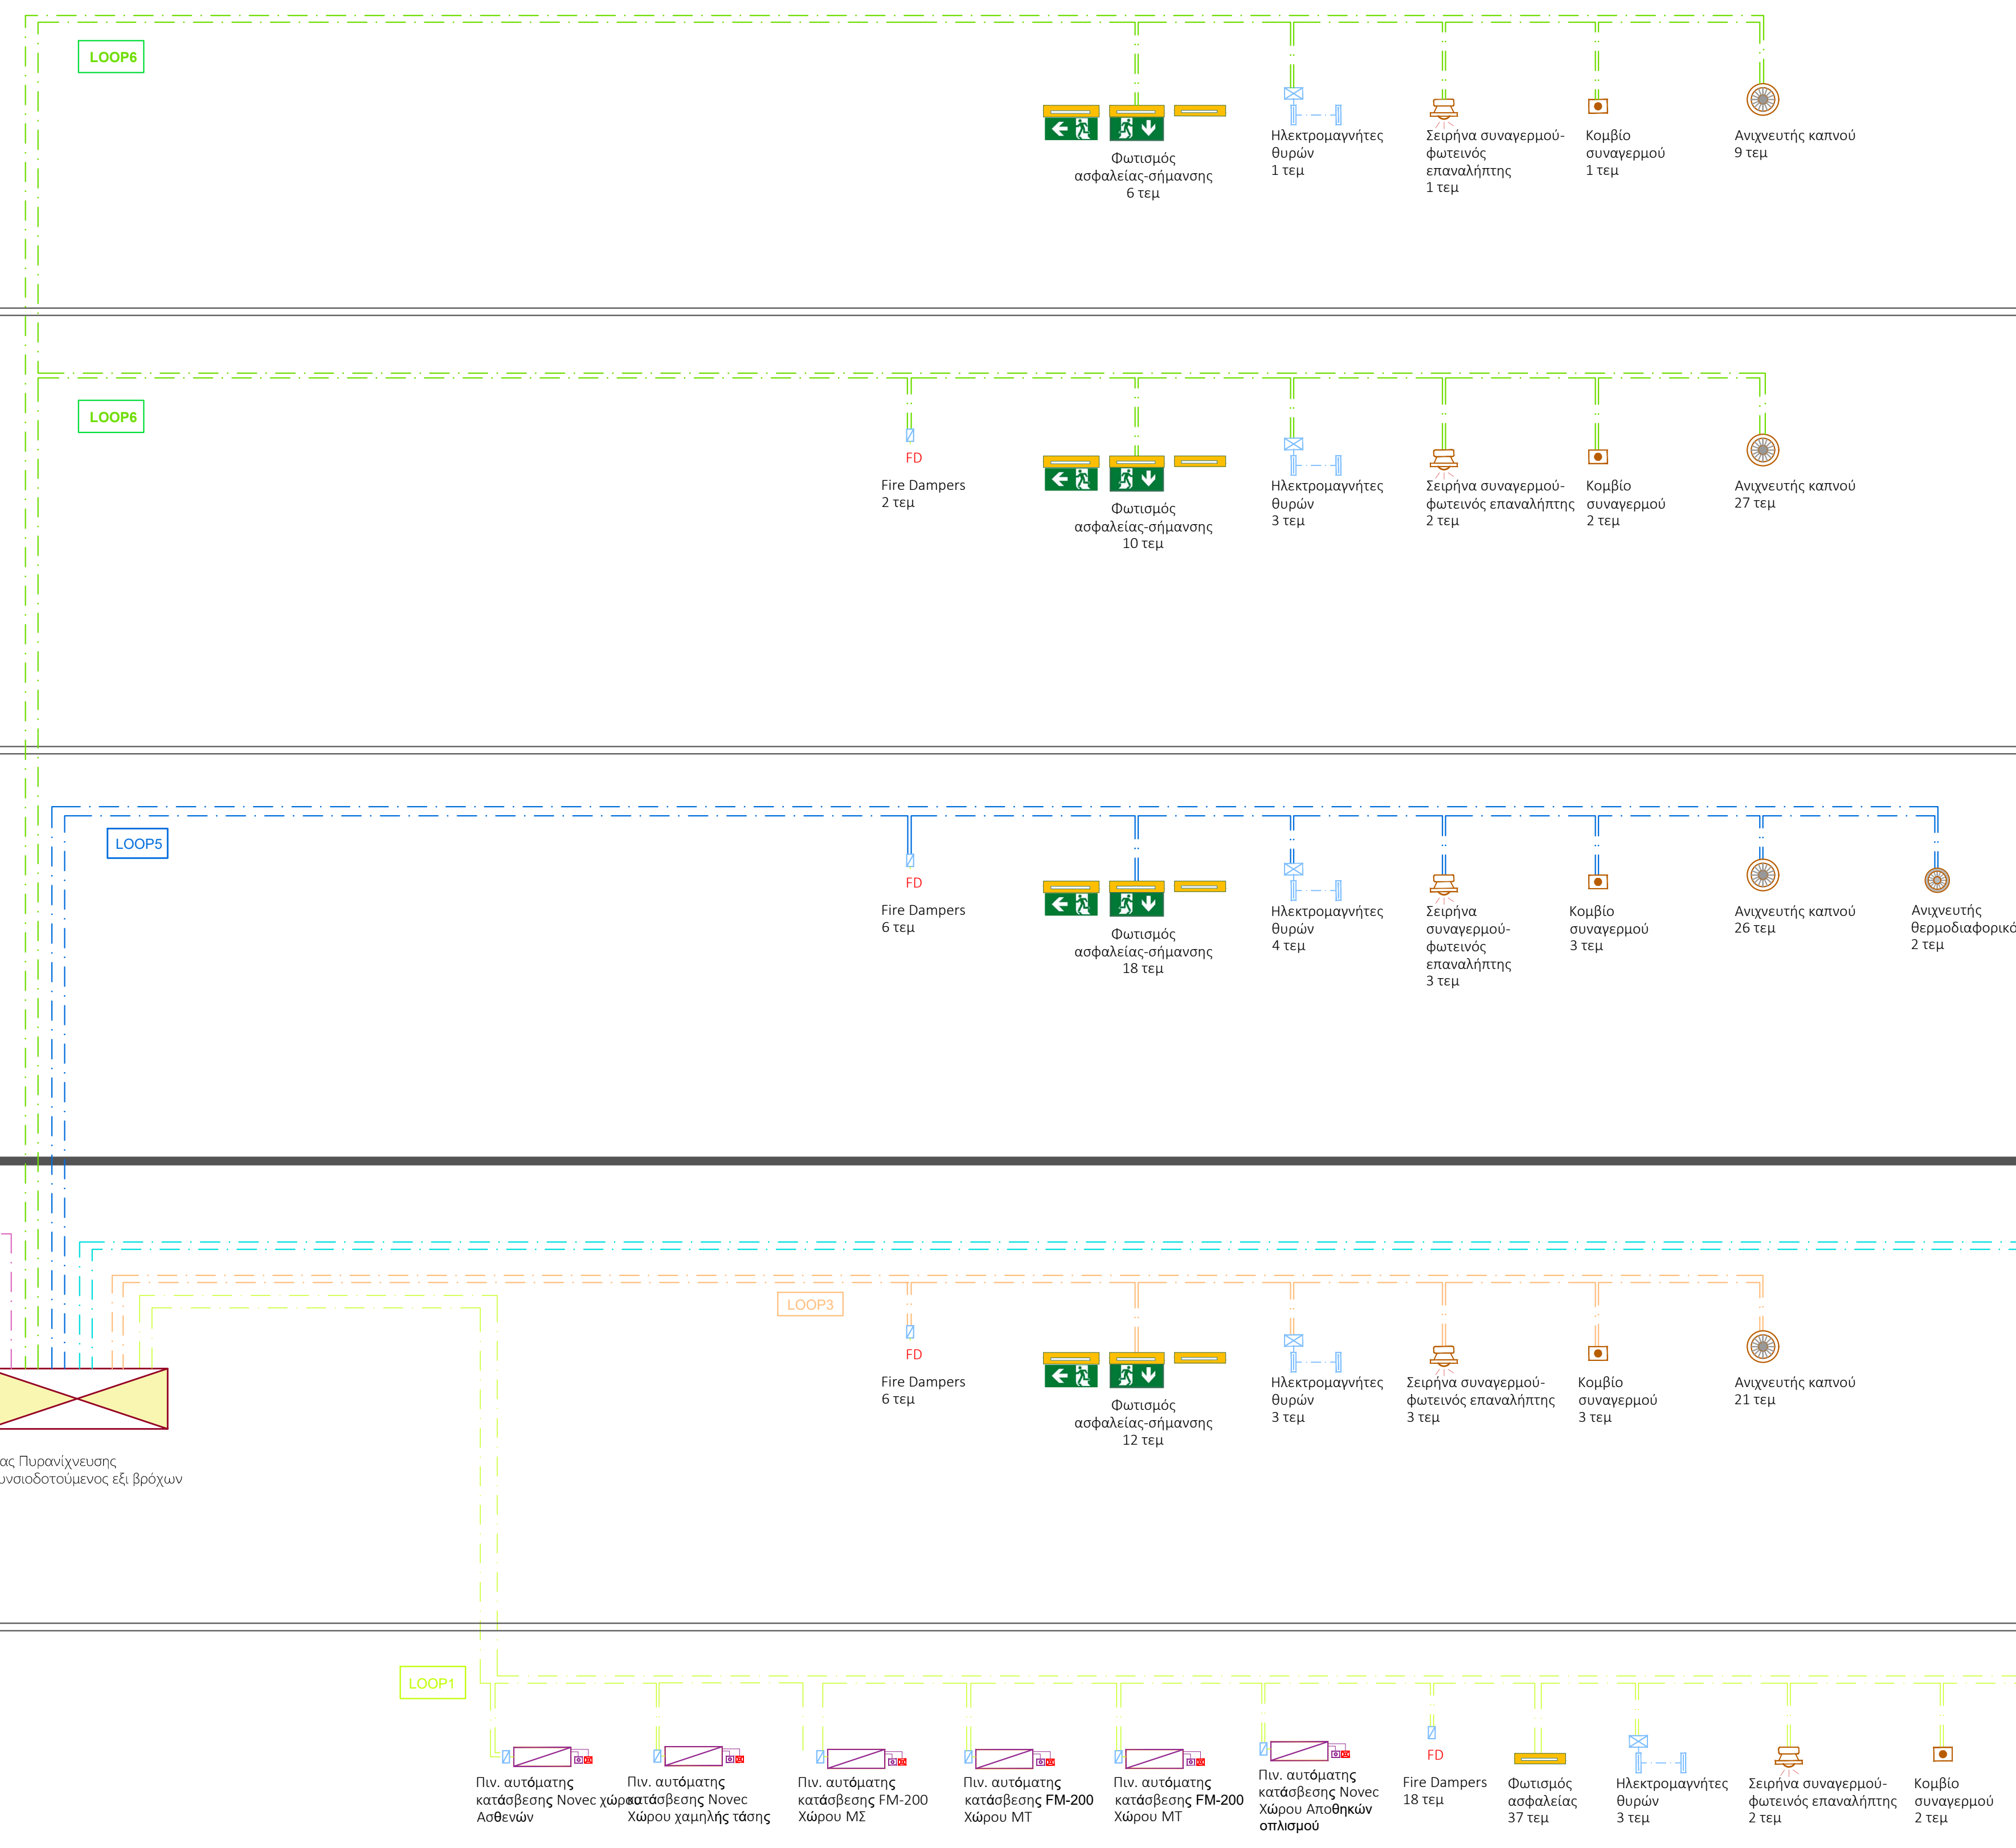 LOOP6
Φωτισμός
ασφαλείας-σήμανσης
6 τεμ
Ηλεκτρομαγνήτες
θυρών
1 τεμ
Σειρήνα συναγερμού-
φωτεινός
επαναλήπτης
1 τεμ
Κομβίο
συναγερμού
1 τεμ
Ανιχνευτής καπνού
9 τεμ
LOOP6
FD
Fire Dampers
2 τεμ
Φωτισμός
ασφαλείας-σήμανσης
10 τεμ
Ηλεκτρομαγνήτες
θυρών
3 τεμ
Σειρήνα συναγερμού-
φωτεινός επαναλήπτης
2 τεμ
Κομβίο
συναγερμού
2 τεμ
Ανιχνευτής καπνού
27 τεμ
LOOP5
FD
Fire Dampers
6 τεμ
Φωτισμός
ασφαλείας-σήμανσης
18 τεμ
Ηλεκτρομαγνήτες
θυρών
4 τεμ
Σειρήνα
συναγερμού-
φωτεινός
επαναλήπτης
3 τεμ
Κομβίο
συναγερμού
3 τεμ
Ανιχνευτής καπνού
26 τεμ
Ανιχνευτής
θερμοδιαφορικό
2 τεμ
LOOP3
FD
Fire Dampers
6 τεμ
Φωτισμός
ασφαλείας-σήμανσης
12 τεμ
Ηλεκτρομαγνήτες
θυρών
3 τεμ
Σειρήνα συναγερμού-
φωτεινός επαναλήπτης
3 τεμ
Κομβίο
συναγερμού
3 τεμ
Ανιχνευτής καπνού
21 τεμ
ας Πυρανίχνευσης
υνσιοδοτούμενος εξι βρόχων
LOOP1
Πιν. αυτόματης
κατάσβεσης Novec χώρου
Ασθενών
Πιν. αυτόματης
κατάσβεσης Novec
Χώρου χαμηλής τάσης
Πιν. αυτόματης
κατάσβεσης FM-200
Χώρου ΜΣ
Πιν. αυτόματης
κατάσβεσης FM-200
Χώρου ΜΤ
Πιν. αυτόματης
κατάσβεσης FM-200
Χώρου ΜΤ
Πιν. αυτόματης
κατάσβεσης Novec
Χώρου Αποθηκών
οπλισμού
FD
Fire Dampers
18 τεμ
Φωτισμός
ασφαλείας
37 τεμ
Ηλεκτρομαγνήτες
θυρών
3 τεμ
Σειρήνα συναγερμού-
φωτεινός επαναλήπτης
2 τεμ
Κομβίο
συναγερμού
2 τεμ